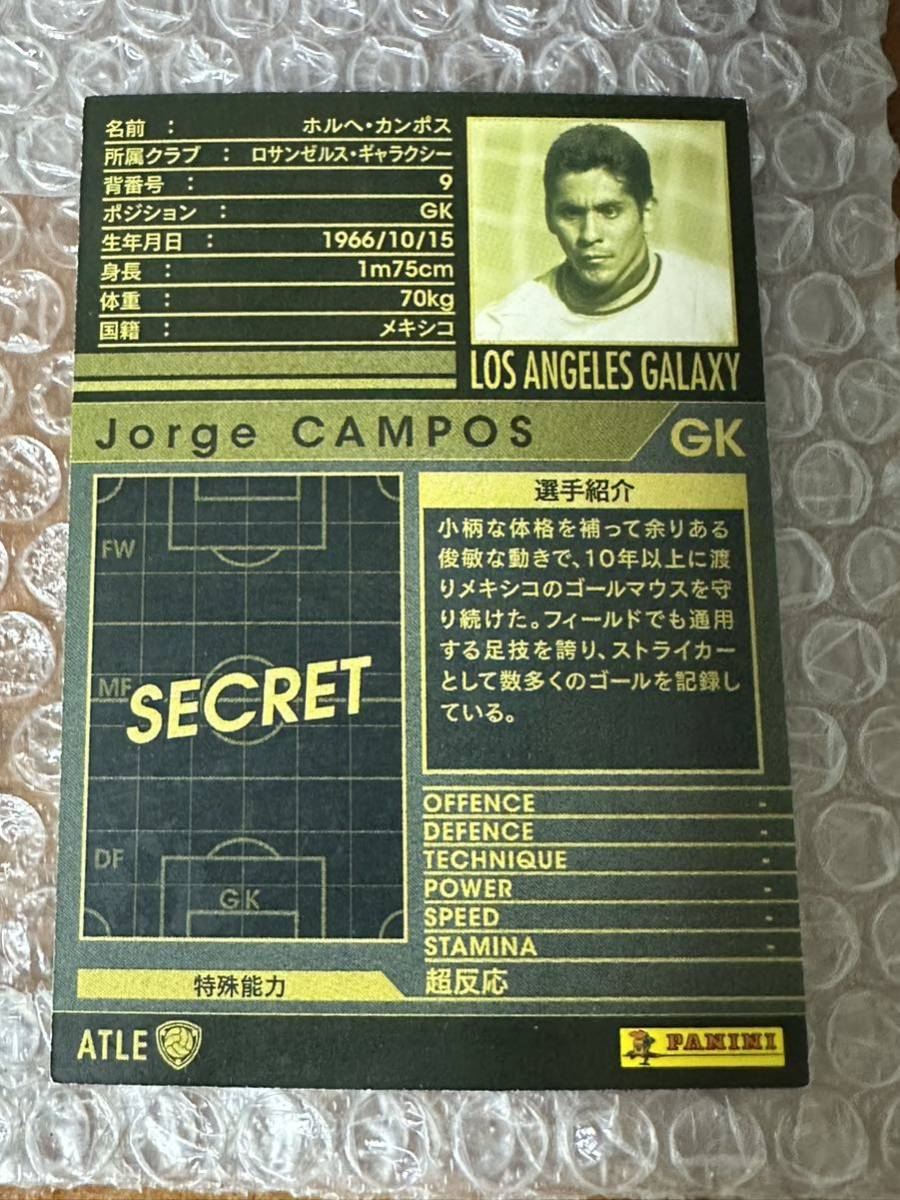 名前 : ホルヘ・カンポス
所属クラブ : ロサンゼルス・ギャラクシー
背番号 : 9
ポジション : GK
生年月日 : 1966/10/15
身長 : 1m75cm
体重 : 70kg
国籍 : メキシコ
LOS ANGELES GALAXY
Jorge CAMPOS GK
FW
MF
SECRET
DF
GK
選手紹介
小柄な体格を補って余りある
俊敏な動きで、10年以上に渡
りメキシコのゴールマウスを守
り続けた。フィールドでも通用
する足技を誇り、ストライカー
として数多くのゴールを記録し
ている。
OFFENCE -
DEFENCE -
TECHNIQUE -
POWER -
SPEED -
STAMINA -
特殊能力 超反応
ATLE
PANINI